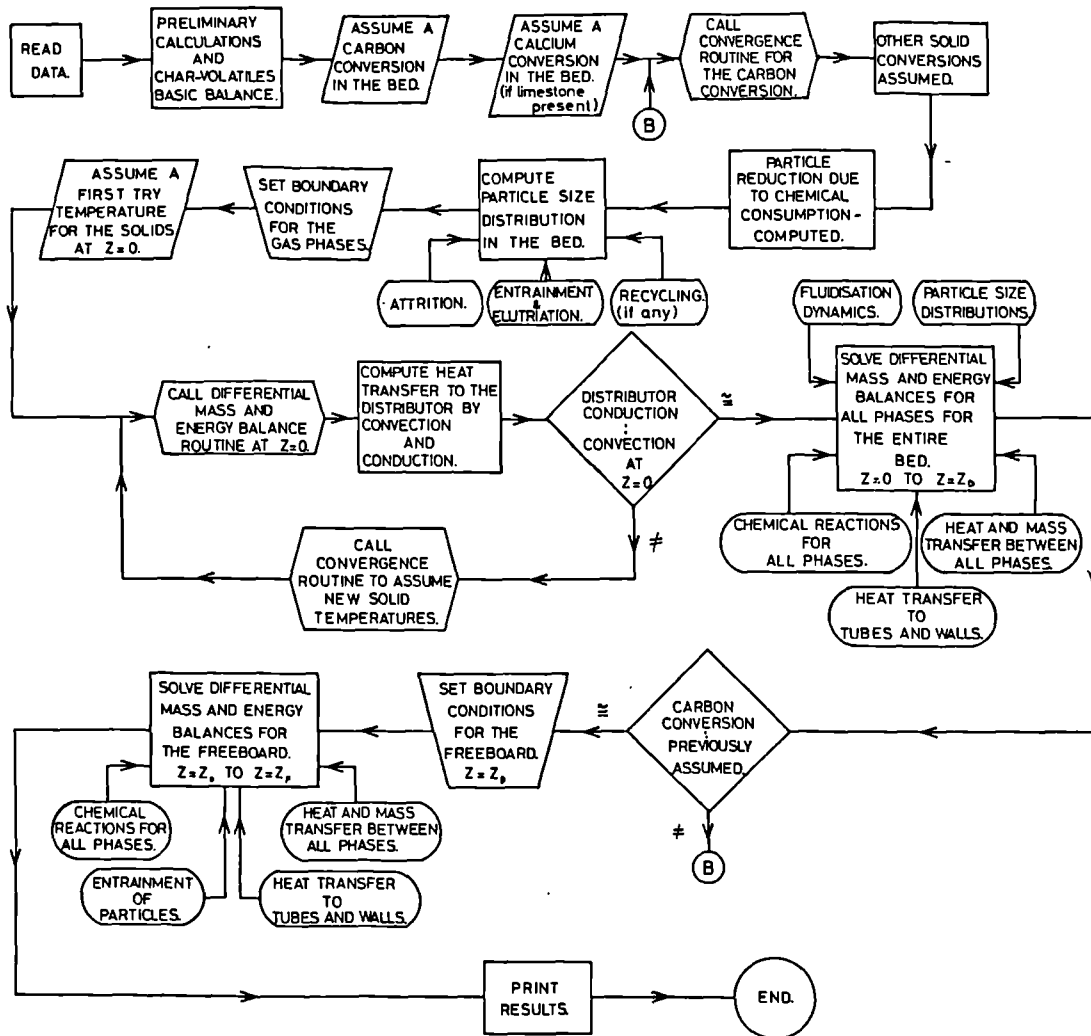 READ
DATA.
PRELIMINARY
CALCULATIONS
AND
CHAR-VOLATILES
BASIC BALANCE.
ASSUME A
CARBON
CONVERSION
IN THE BED.
ASSUME A
CALCIUM
CONVERSION
IN THE BED.
(if limestone
present)
B
CALL
CONVERGENCE
ROUTINE FOR
THE CARBON
CONVERSION.
OTHER SOLID
CONVERSIONS
ASSUMED.
PARTICLE
REDUCTION DUE
TO CHEMICAL
CONSUMPTION-
COMPUTED.
COMPUTE
PARTICLE SIZE
DISTRIBUTION
IN THE BED.
ATTRITION.
ENTRAINMENT
&
ELUTRIATION.
RECYCLING.
(if any)
SET BOUNDARY
CONDITIONS
FOR THE
GAS PHASES.
ASSUME A
FIRST TRY
TEMPERATURE
FOR THE SOLIDS
AT Z=0.
CALL DIFFERENTIAL
MASS AND
ENERGY BALANCE
ROUTINE AT Z=0.
COMPUTE HEAT
TRANSFER TO THE
DISTRIBUTOR BY
CONVECTION
AND
CONDUCTION.
DISTRIBUTOR
CONDUCTION
:
CONVECTION
AT
Z=0
≅
≠
CALL
CONVERGENCE
ROUTINE TO ASSUME
NEW SOLID
TEMPERATURES.
FLUIDISATION
DYNAMICS.
PARTICLE SIZE
DISTRIBUTIONS.
SOLVE DIFFERENTIAL
MASS AND ENERGY
BALANCES FOR
ALL PHASES FOR
THE ENTIRE
BED.
Z=0 TO Z=Z_D
CHEMICAL REACTIONS
FOR
ALL PHASES.
HEAT AND MASS
TRANSFER BETWEEN
ALL PHASES.
HEAT TRANSFER
TO
TUBES AND WALLS.
CARBON
CONVERSION
:
PREVIOUSLY
ASSUMED.
≅
≠
B
SET BOUNDARY
CONDITIONS
FOR THE
FREEBOARD.
Z=Z_D
SOLVE DIFFERENTIAL
MASS AND ENERGY
BALANCES FOR
THE FREEBOARD.
Z=Z_D TO Z=Z_F
CHEMICAL
REACTIONS FOR
ALL PHASES.
HEAT AND MASS
TRANSFER BETWEEN
ALL PHASES.
ENTRAINMENT
OF
PARTICLES.
HEAT TRANSFER
TO
TUBES AND WALLS.
PRINT
RESULTS.
END.